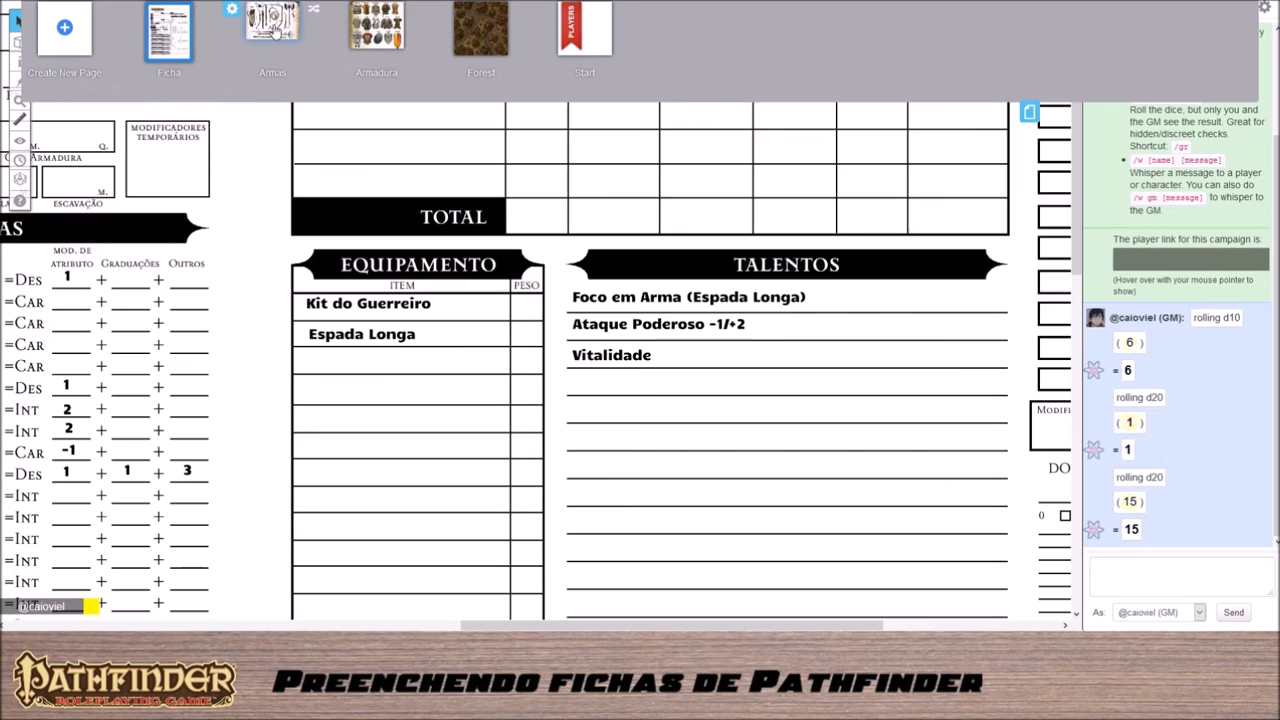 Create New Page
Ficha
Armas
Armadura
Forest
PLAYERS
Start
M.
Q.
ARMADURA
MODIFICADORES
TEMPORÁRIOS
M.
ESCAVAÇÃO
AS
MOD. DE
ATRIBUTO GRADUAÇÕES OUTROS
=DES 1 + +
=CAR + +
=CAR + +
=CAR + +
=CAR + +
=DES 1 + +
=INT 2 + +
=INT 2 + +
=CAR -1 + +
=DES 1 + 1 + 3
=INT + +
=INT + +
=INT + +
=INT + +
=INT + +
@caioviel
TOTAL
EQUIPAMENTO
ITEM PESO
Kit do Guerreiro
Espada Longa
TALENTOS
Foco em Arma (Espada Longa)
Ataque Poderoso -1/+2
Vitalidade
MODIFI
DO
0
Roll the dice, but only you and
the GM see the result. Great for
hidden/discreet checks.
Shortcut: /gr
• /w [name] [message]
Whisper a message to a player
or character. You can also do
/w gm [message] to whisper to
the GM.
The player link for this campaign is:
(Hover over with your mouse pointer to
show)
@caioviel (GM): rolling d10
( 6 )
= 6
rolling d20
( 1 )
= 1
rolling d20
( 15 )
= 15
As: @caioviel (GM) Send
PATHFINDER
ROLEPLAYING GAME
PREENCHENDO FICHAS DE PATHFINDER